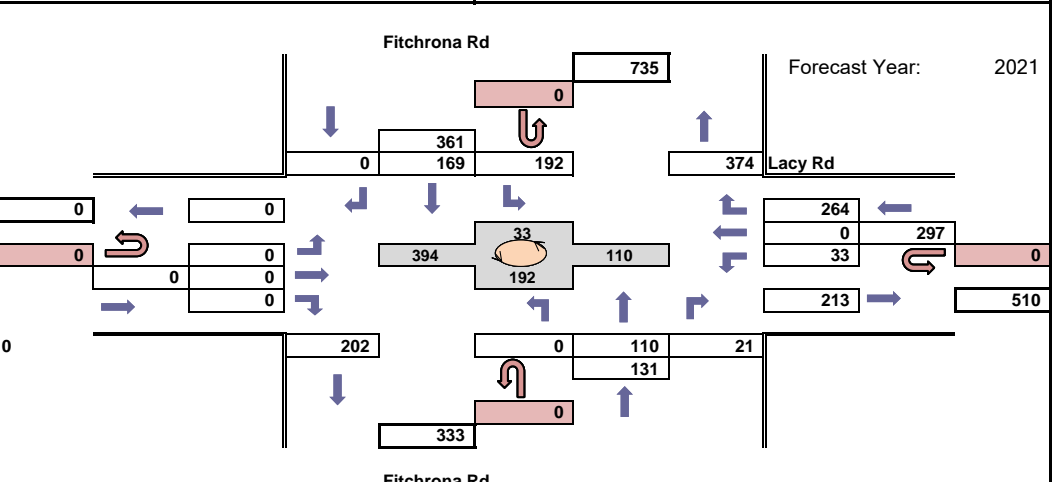 Fitchrona Rd
735
Forecast Year: 2021
0
361
0 169 192 374 Lacy Rd
0 0 264
33 0 297
0 0 394 110 33 0
0 0 192
0 213 510
0 202 0 110 21
131
0
333
Fitchrona Rd